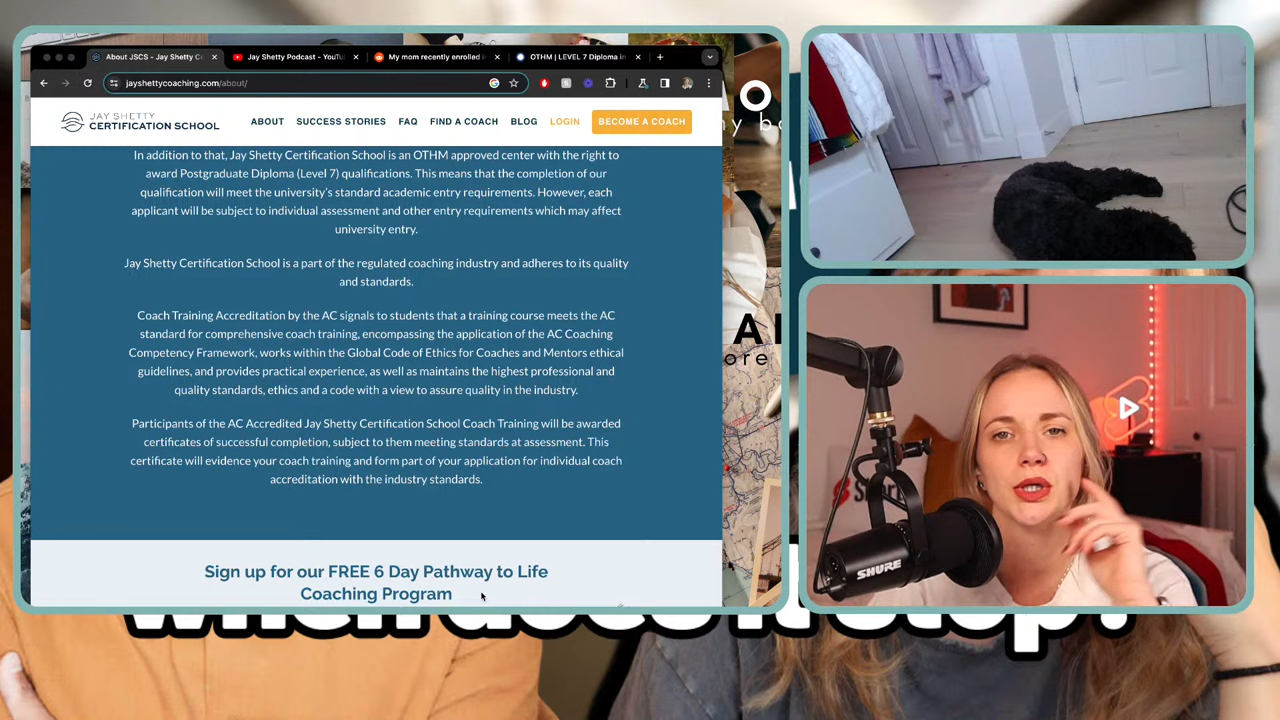 About JSCS - Jay Shetty C
Jay Shetty Podcast - YouTu
My mom recently enrolled i
OTHM | LEVEL 7 Diploma in
jayshettycoaching.com/about/
JAY SHETTY
CERTIFICATION SCHOOL
ABOUT
SUCCESS STORIES
FAQ
FIND A COACH
BLOG
LOGIN
BECOME A COACH
In addition to that, Jay Shetty Certification School is an OTHM approved center with the right to
award Postgraduate Diploma (Level 7) qualifications. This means that the completion of our
qualification will meet the university's standard academic entry requirements. However, each
applicant will be subject to individual assessment and other entry requirements which may affect
university entry.
Jay Shetty Certification School is a part of the regulated coaching industry and adheres to its quality
and standards.
Coach Training Accreditation by the AC signals to students that a training course meets the AC
standard for comprehensive coach training, encompassing the application of the AC Coaching
Competency Framework, works within the Global Code of Ethics for Coaches and Mentors ethical
guidelines, and provides practical experience, as well as maintains the highest professional and
quality standards, ethics and a code with a view to assure quality in the industry.
Participants of the AC Accredited Jay Shetty Certification School Coach Training will be awarded
certificates of successful completion, subject to them meeting standards at assessment. This
certificate will evidence your coach training and form part of your application for individual coach
accreditation with the industry standards.
Sign up for our FREE 6 Day Pathway to Life
Coaching Program
SHURE
when does it stop?